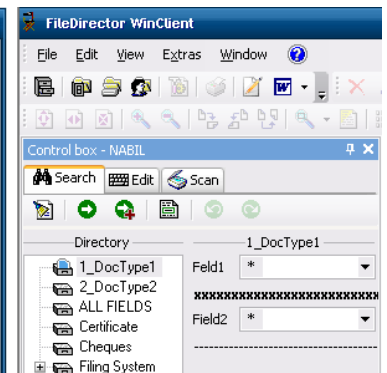 FileDirector WinClient
File Edit View Extras Window
Control box - NABIL
Search Edit Scan
Directory
1_DocType1
1_DocType1
Feld1 *
2_DocType2
xxxxxxxxxxxxxxxxxxxxxxxxxx
ALL FIELDS
Field2 *
Certificate
Cheques
--------------------------------------
Filing System